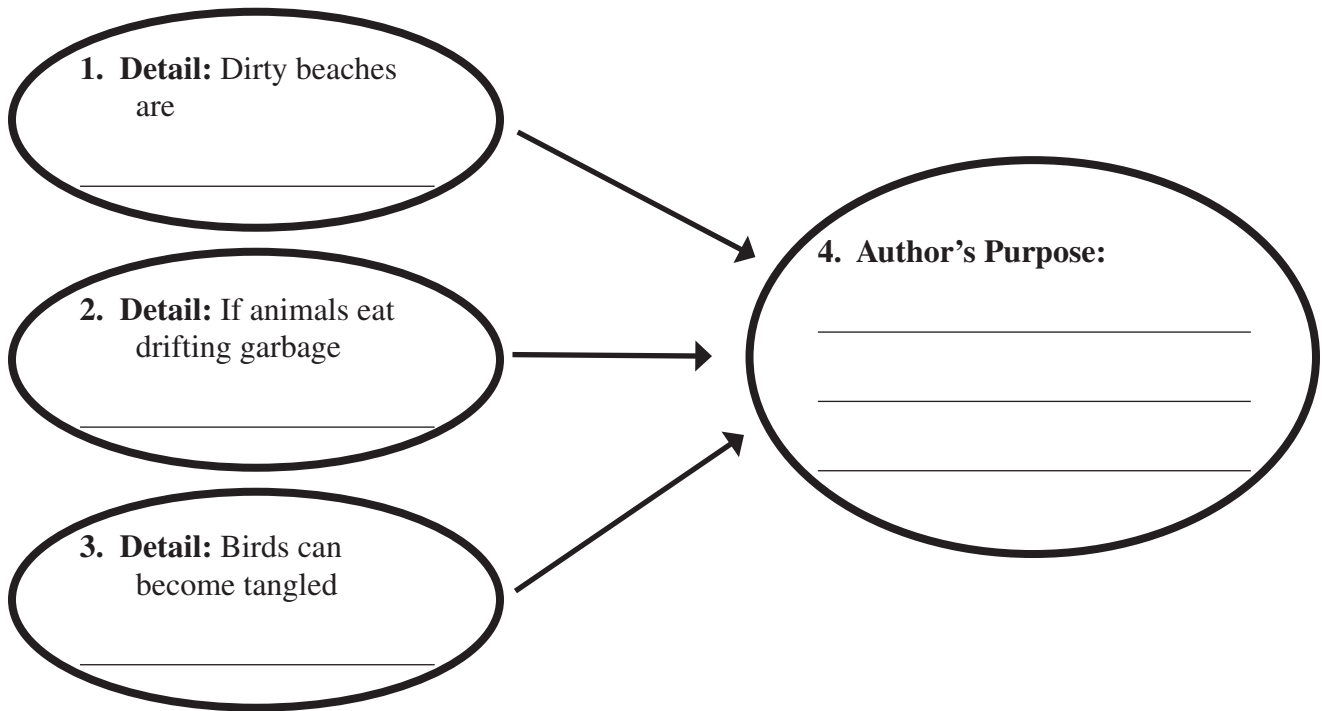 1. Detail: Dirty beaches
are
2. Detail: If animals eat
drifting garbage
3. Detail: Birds can
become tangled
4. Author’s Purpose: